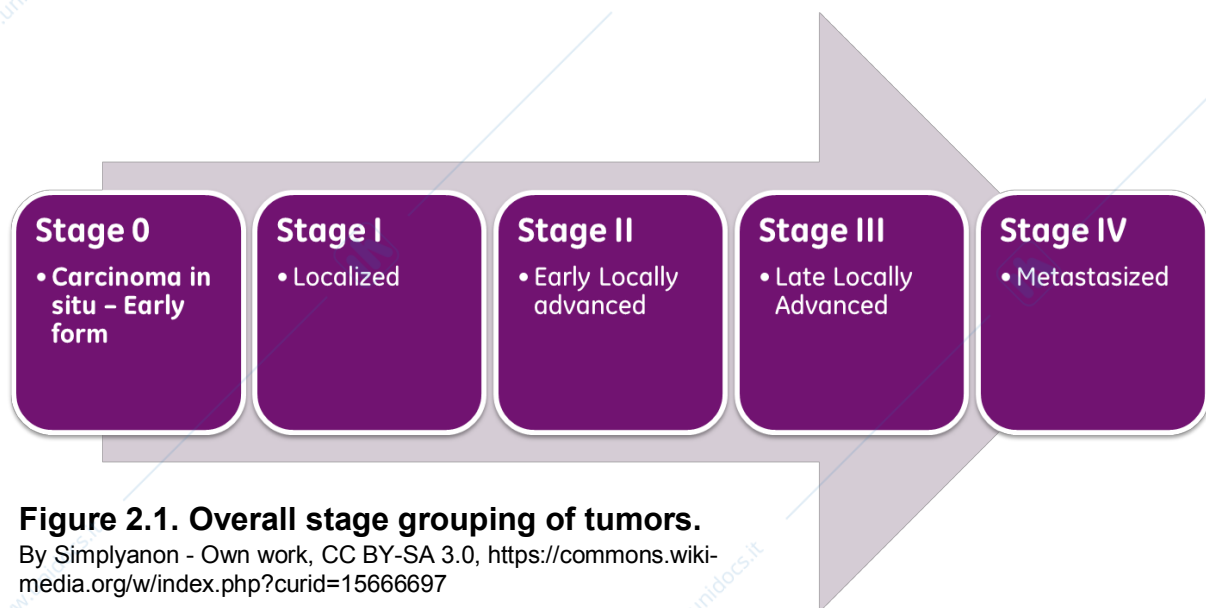 Stage 0
• Carcinoma in
situ – Early
form
Stage I
• Localized
Stage II
• Early Locally
advanced
Stage III
• Late Locally
Advanced
Stage IV
• Metastasized
Figure 2.1. Overall stage grouping of tumors.
By Simplyanon - Own work, CC BY-SA 3.0, https://commons.wiki-
media.org/w/index.php?curid=15666697